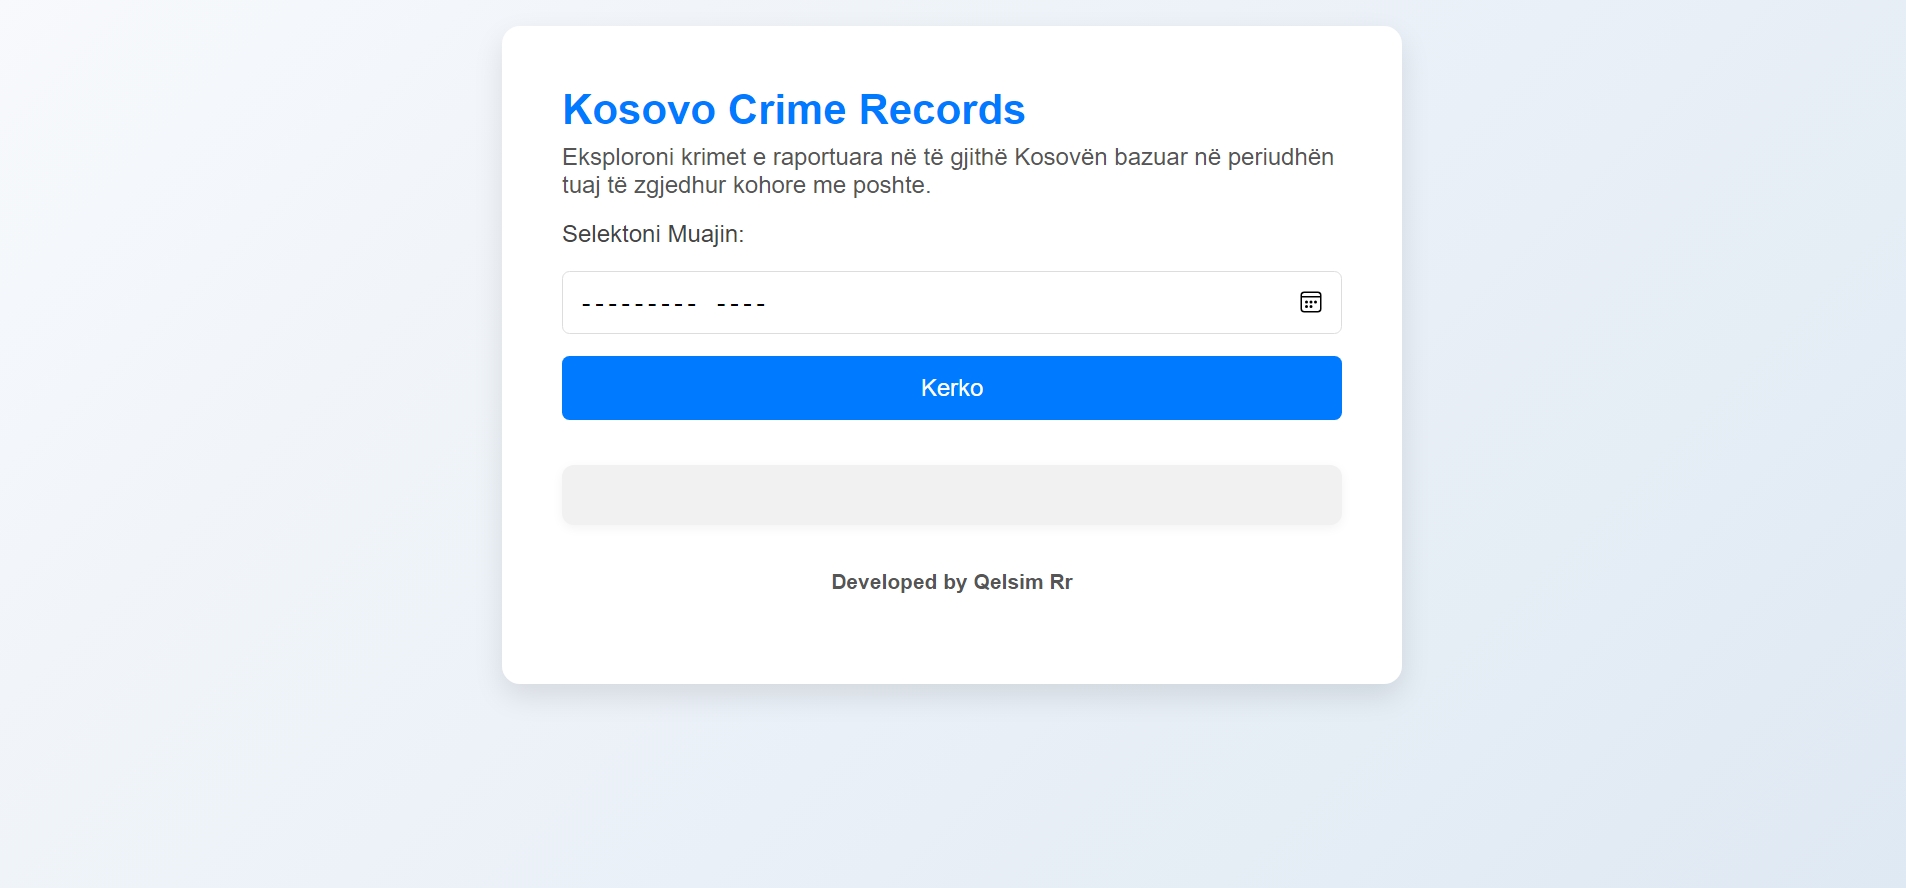 Kosovo Crime Records
Eksploroni krimet e raportuara në të gjithë Kosovën bazuar në periudhën
tuaj të zgjedhur kohore me poshte.
Selektoni Muajin:
--------- ----
Kerko
Developed by Qelsim Rr